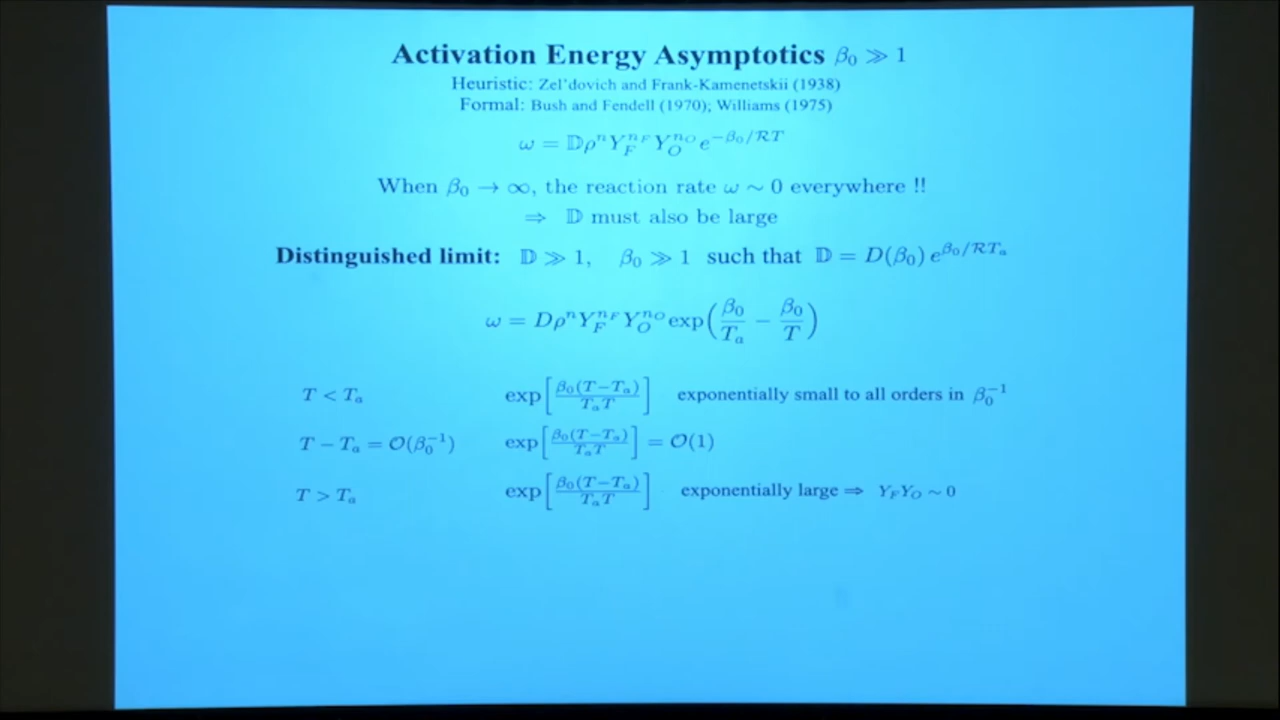 Activation Energy Asymptotics β₀ ≫ 1
Heuristic: Zel'dovich and Frank-Kamenetskii (1938)
Formal: Bush and Fendell (1970); Williams (1975)
ω = 𝔻ρⁿY_F^{n_F} Y_O^{n_O} e^{−β₀/ℛT}
When β₀ → ∞, the reaction rate ω ∼ 0 everywhere !!
⇒ 𝔻 must also be large
Distinguished limit: 𝔻 ≫ 1, β₀ ≫ 1 such that 𝔻 = D(β₀) e^{β₀/ℛT_a}
ω = Dρⁿ Y_F^{n_F} Y_O^{n_O} exp(β₀/T_a − β₀/T)
T < T_a exp[β₀(T−T_a)/T_aT] exponentially small to all orders in β₀⁻¹
T − T_a = 𝒪(β₀⁻¹) exp[β₀(T−T_a)/T_aT] = 𝒪(1)
T > T_a exp[β₀(T−T_a)/T_aT] exponentially large ⇒ Y_F Y_O ∼ 0